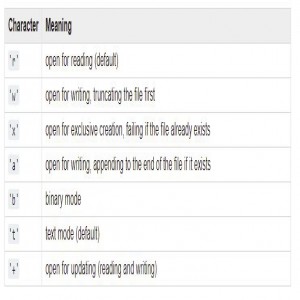 Character Meaning
'r' open for reading (default)
'w' open for writing, truncating the file first
'x' open for exclusive creation, failing if the file already exists
'a' open for writing, appending to the end of the file if it exists
'b' binary mode
't' text mode (default)
'+' open for updating (reading and writing)